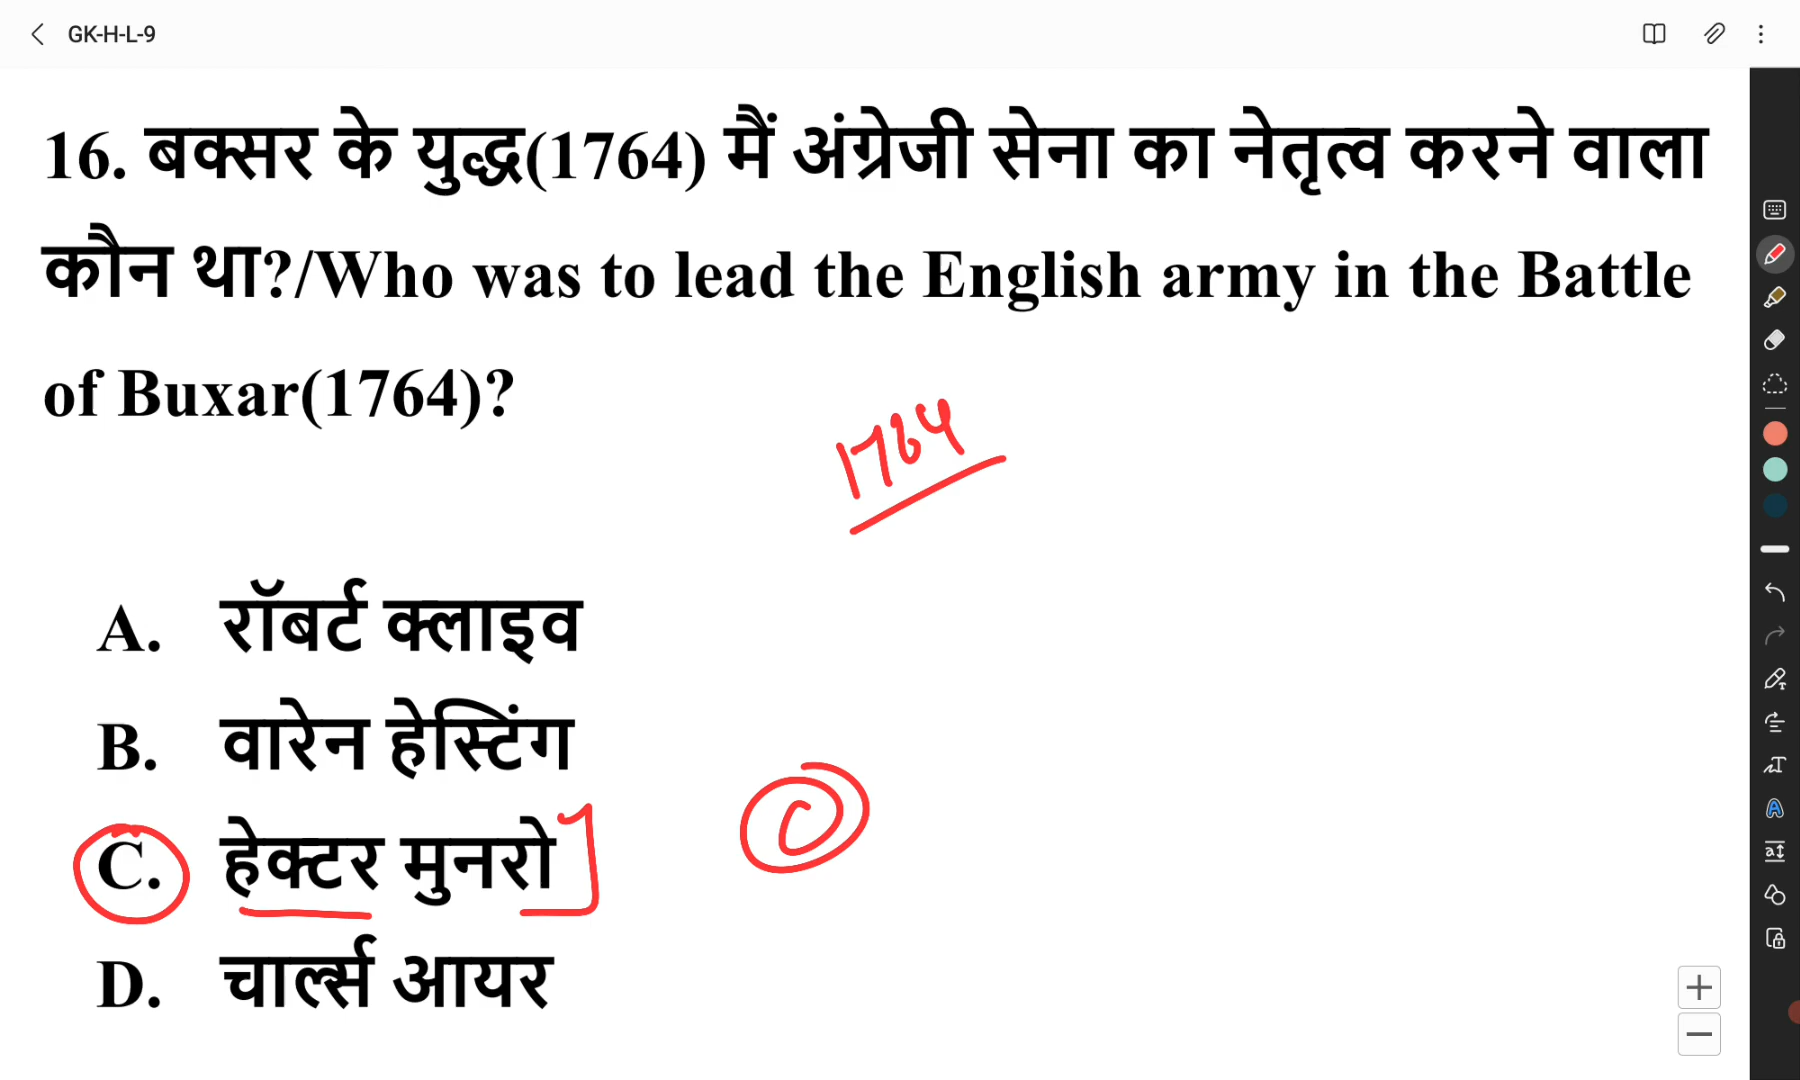 GK-H-L-9
16. बक्सर के युद्ध(1764) मैं अंग्रेजी सेना का नेतृत्व करने वाला
कौन था?/Who was to lead the English army in the Battle
of Buxar(1764)?
1764
A. रॉबर्ट क्लाइव
B. वारेन हेस्टिंग
C. हेक्टर मुनरो
C
D. चार्ल्स आयर